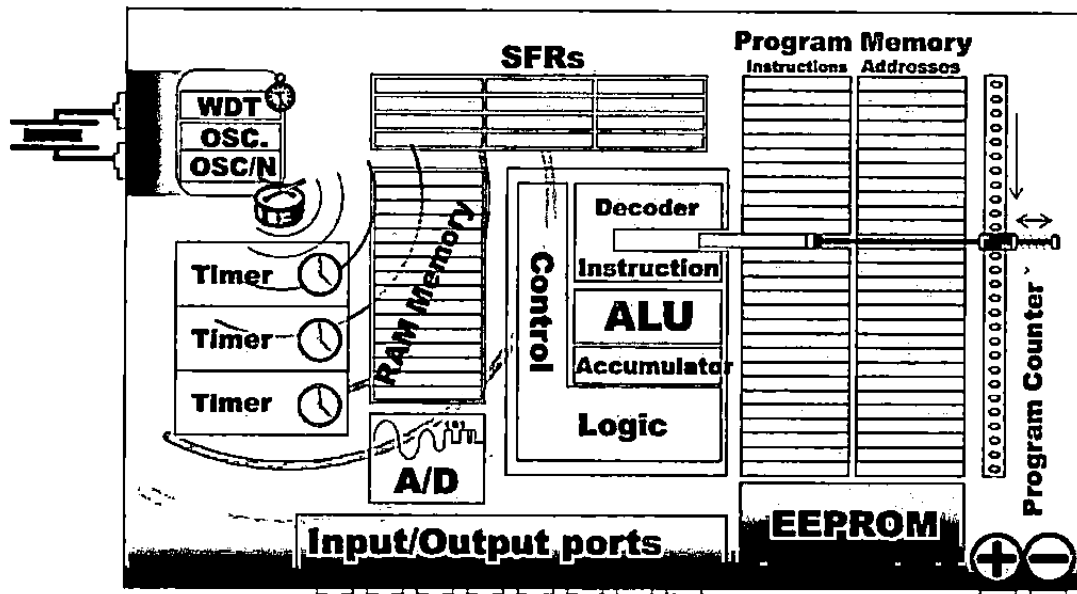 SFRs
Program Memory
Instructions Addrosses
WDT
OSC.
OSC/N
Timer
Timer
Timer
RAM Memory
Control
Decoder
Instruction
ALU
Accumulator
Logic
Program Counter
A/D
Input/Output ports
EEPROM
+ −